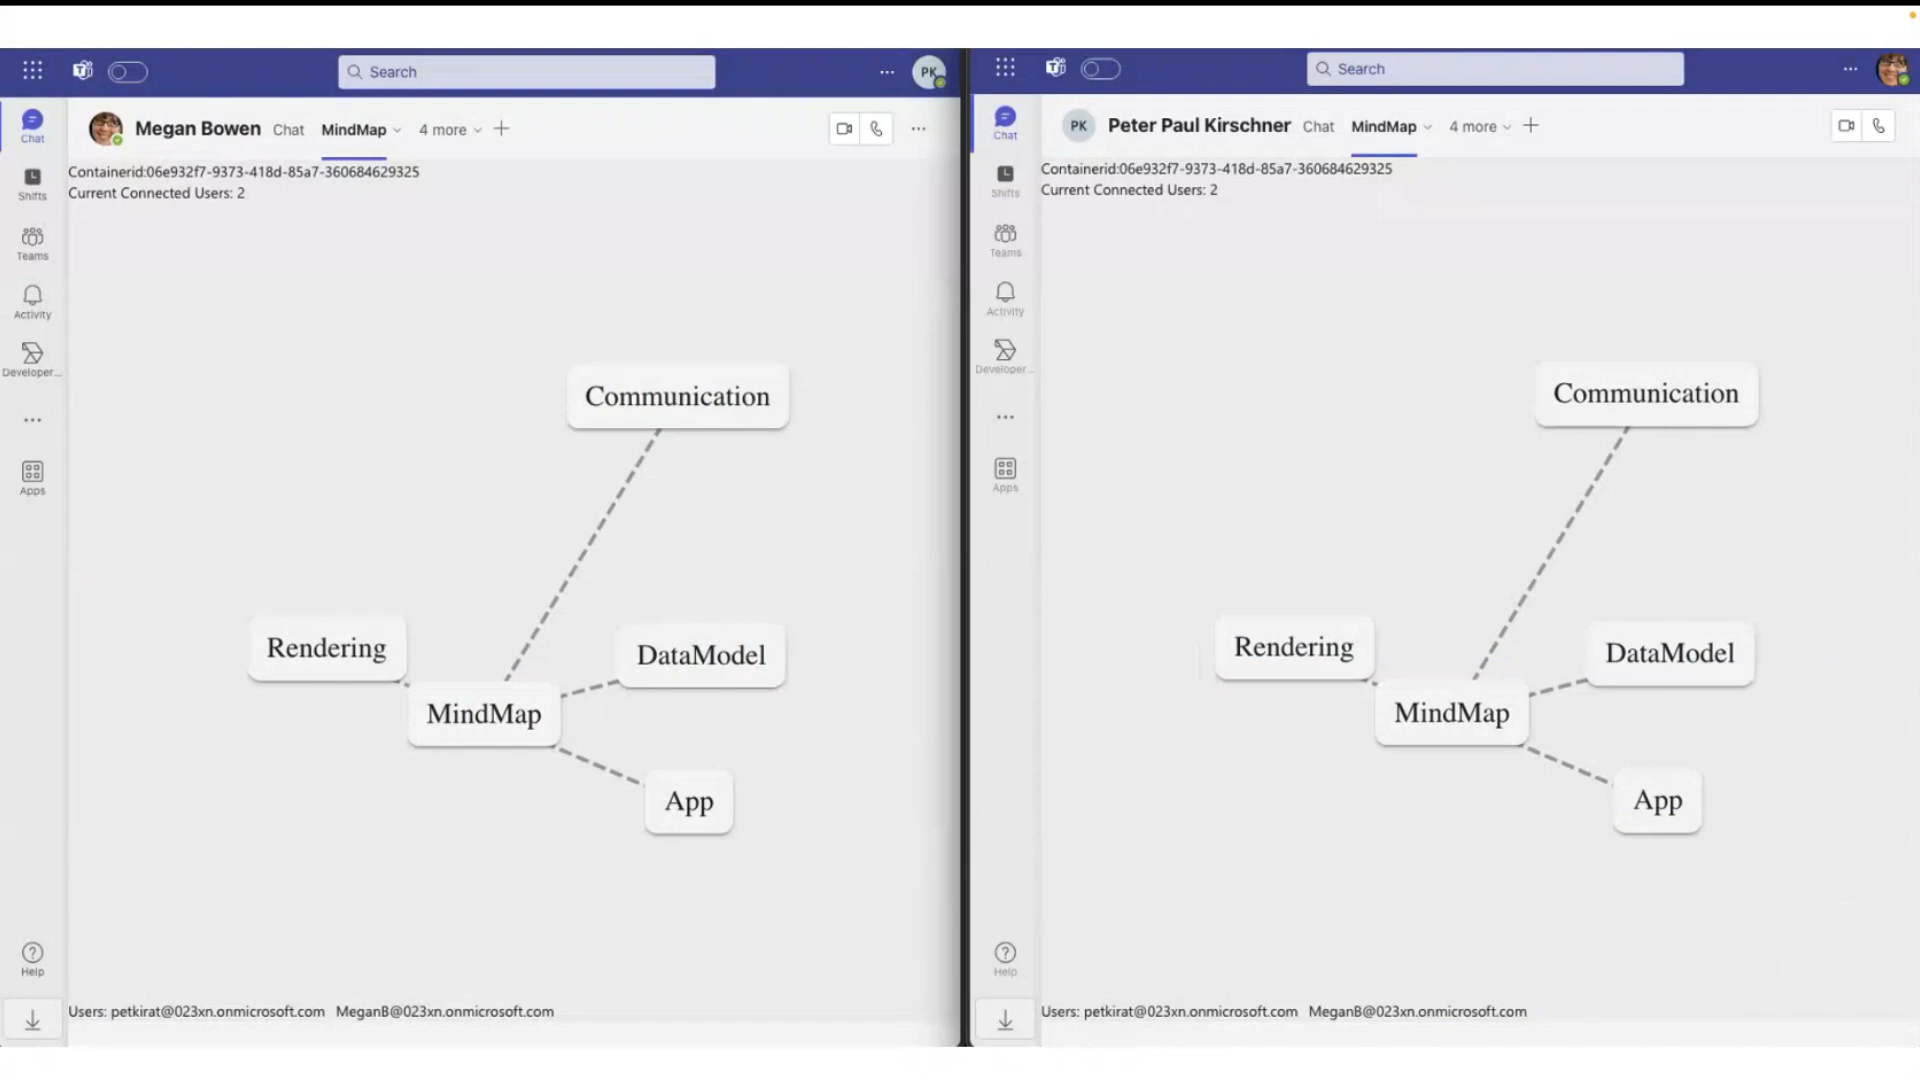 Search
PK
Megan Bowen Chat MindMap 4 more
Containerid:06e932f7-9373-418d-85a7-360684629325
Current Connected Users: 2
Chat
Shifts
Teams
Activity
Developer...
Apps
Communication
Rendering
DataModel
MindMap
App
Help
Users: petkirat@023xn.onmicrosoft.com MeganB@023xn.onmicrosoft.com
Search
PK Peter Paul Kirschner Chat MindMap 4 more
Containerid:06e932f7-9373-418d-85a7-360684629325
Current Connected Users: 2
Chat
Shifts
Teams
Activity
Developer...
Apps
Communication
Rendering
DataModel
MindMap
App
Help
Users: petkirat@023xn.onmicrosoft.com MeganB@023xn.onmicrosoft.com